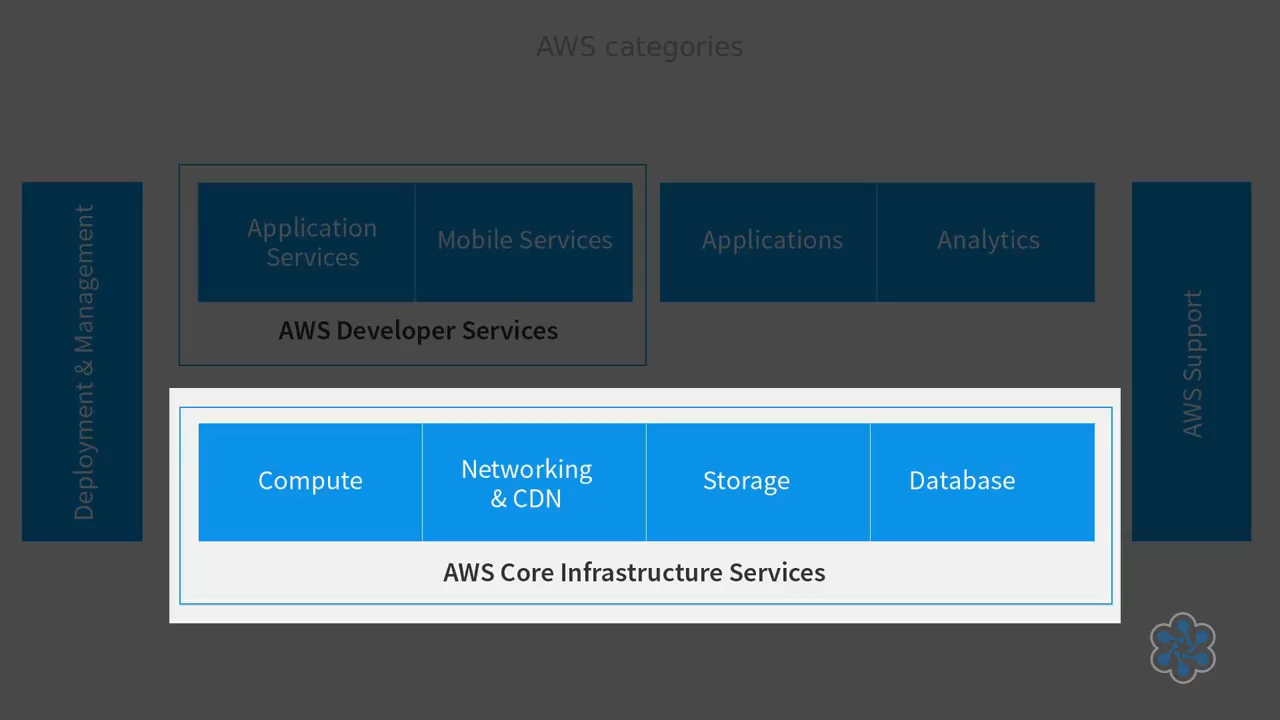 AWS categories
Deployment & Management
Application
Services
Mobile Services
Applications
Analytics
AWS Developer Services
AWS Support
Compute
Networking
& CDN
Storage
Database
AWS Core Infrastructure Services